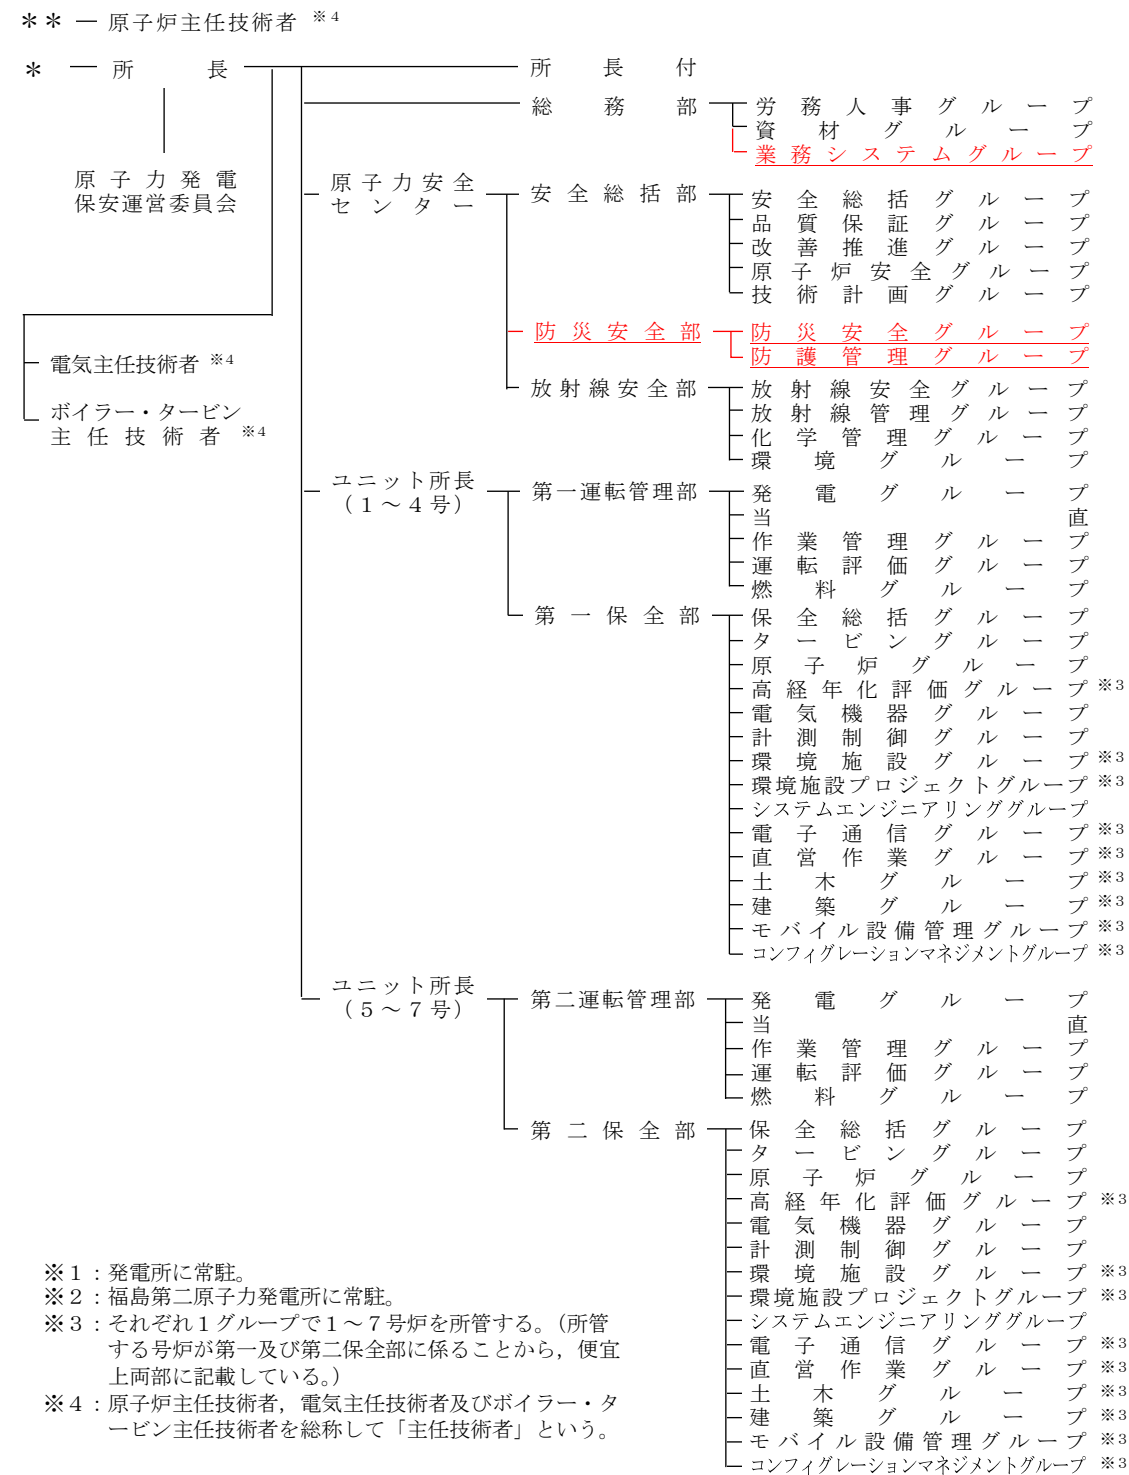 ＊＊ ― 原子炉主任技術者 ※4
＊ ― 所長
所長付
総務部
労務人事グループ
資材グループ
業務システムグループ
原子力発電
保安運営委員会
原子力安全
センター
安全総括部
安全総括グループ
品質保証グループ
改善推進グループ
原子炉安全グループ
技術計画グループ
防災安全部
防災安全グループ
防護管理グループ
電気主任技術者 ※4
ボイラー・タービン
主任技術者 ※4
放射線安全部
放射線安全グループ
放射線管理グループ
化学管理グループ
環境グループ
ユニット所長
（１～４号）
第一運転管理部
発電グループ
当直
作業管理グループ
運転評価グループ
燃料グループ
第一保全部
保全総括グループ
タービングループ
原子炉グループ
高経年化評価グループ ※3
電気機器グループ
計測制御グループ
環境施設グループ ※3
環境施設プロジェクトグループ ※3
システムエンジニアリンググループ
電子通信グループ ※3
直営作業グループ ※3
土木グループ ※3
建築グループ ※3
モバイル設備管理グループ ※3
コンフィグレーションマネジメントグループ ※3
ユニット所長
（５～７号）
第二運転管理部
発電グループ
当直
作業管理グループ
運転評価グループ
燃料グループ
第二保全部
保全総括グループ
タービングループ
原子炉グループ
高経年化評価グループ ※3
電気機器グループ
計測制御グループ
環境施設グループ ※3
環境施設プロジェクトグループ ※3
システムエンジニアリンググループ
電子通信グループ ※3
直営作業グループ ※3
土木グループ ※3
建築グループ ※3
モバイル設備管理グループ ※3
コンフィグレーションマネジメントグループ ※3
※１：発電所に常駐。
※２：福島第二原子力発電所に常駐。
※３：それぞれ１グループで１～７号炉を所管する。（所管
する号炉が第一及び第二保全部に係ることから，便宜
上両部に記載している。）
※４：原子炉主任技術者，電気主任技術者及びボイラー・タ
ービン主任技術者を総称して「主任技術者」という。